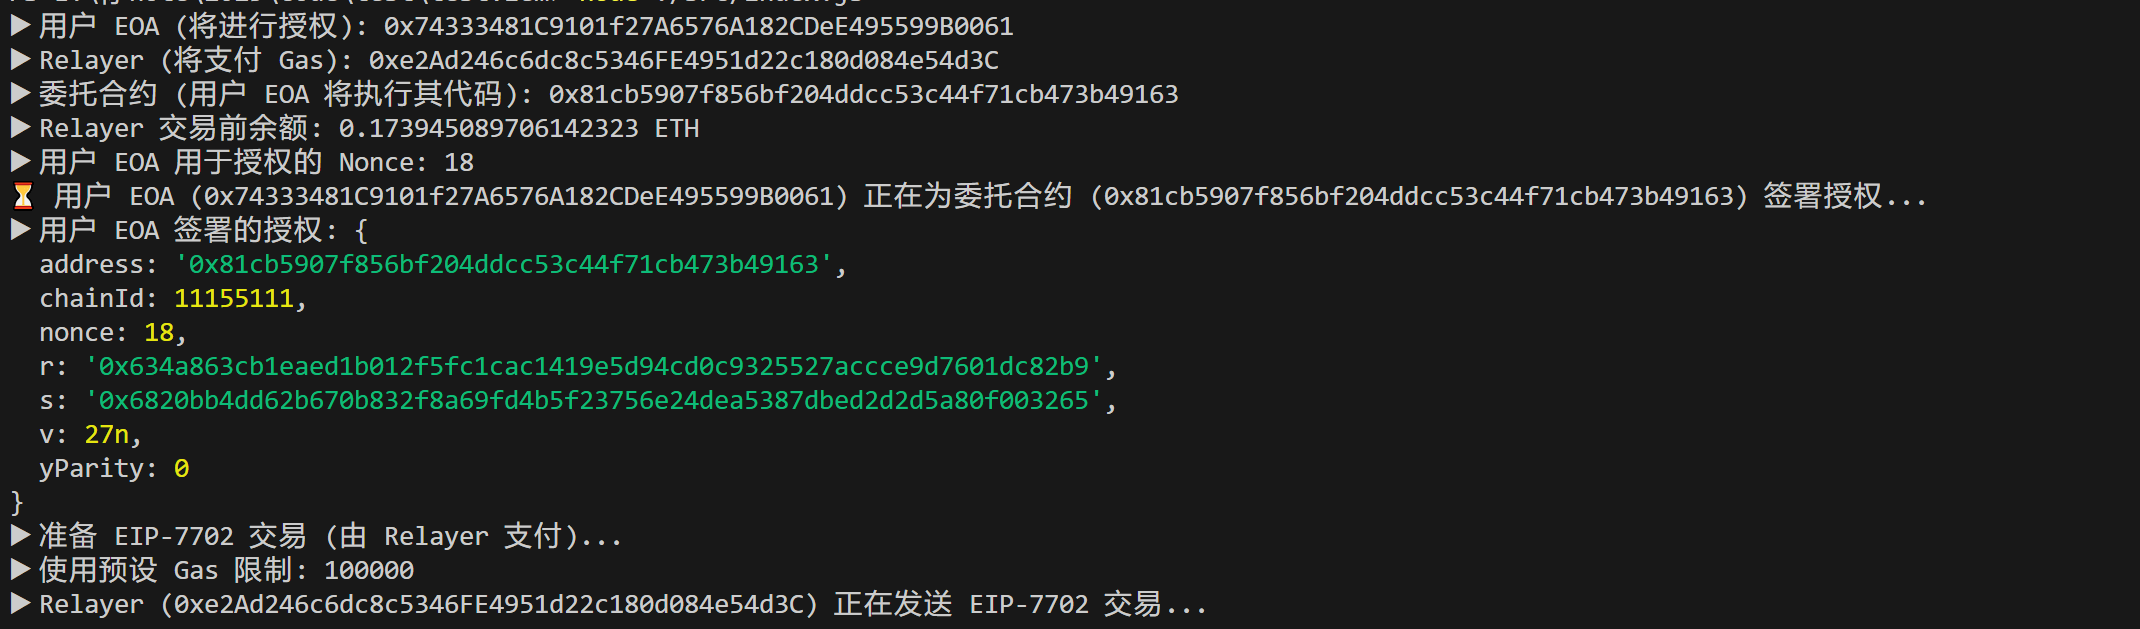 ▶ 用户 EOA (将进行授权): 0x74333481C9101f27A6576A182CDeE495599B0061
▶ Relayer (将支付 Gas): 0xe2Ad246c6dc8c5346FE4951d22c180d084e54d3C
▶ 委托合约 (用户 EOA 将执行其代码): 0x81cb5907f856bf204ddcc53c44f71cb473b49163
▶ Relayer 交易前余额: 0.173945089706142323 ETH
▶ 用户 EOA 用于授权的 Nonce: 18
⏳ 用户 EOA (0x74333481C9101f27A6576A182CDeE495599B0061) 正在为委托合约 (0x81cb5907f856bf204ddcc53c44f71cb473b49163) 签署授权...
▶ 用户 EOA 签署的授权: {
  address: '0x81cb5907f856bf204ddcc53c44f71cb473b49163',
  chainId: 11155111,
  nonce: 18,
  r: '0x634a863cb1eaed1b012f5fc1cac1419e5d94cd0c9325527accce9d7601dc82b9',
  s: '0x6820bb4dd62b670b832f8a69fd4b5f23756e24dea5387dbed2d2d5a80f003265',
  v: 27n,
  yParity: 0
}
▶ 准备 EIP-7702 交易 (由 Relayer 支付)...
▶ 使用预设 Gas 限制: 100000
▶ Relayer (0xe2Ad246c6dc8c5346FE4951d22c180d084e54d3C) 正在发送 EIP-7702 交易...